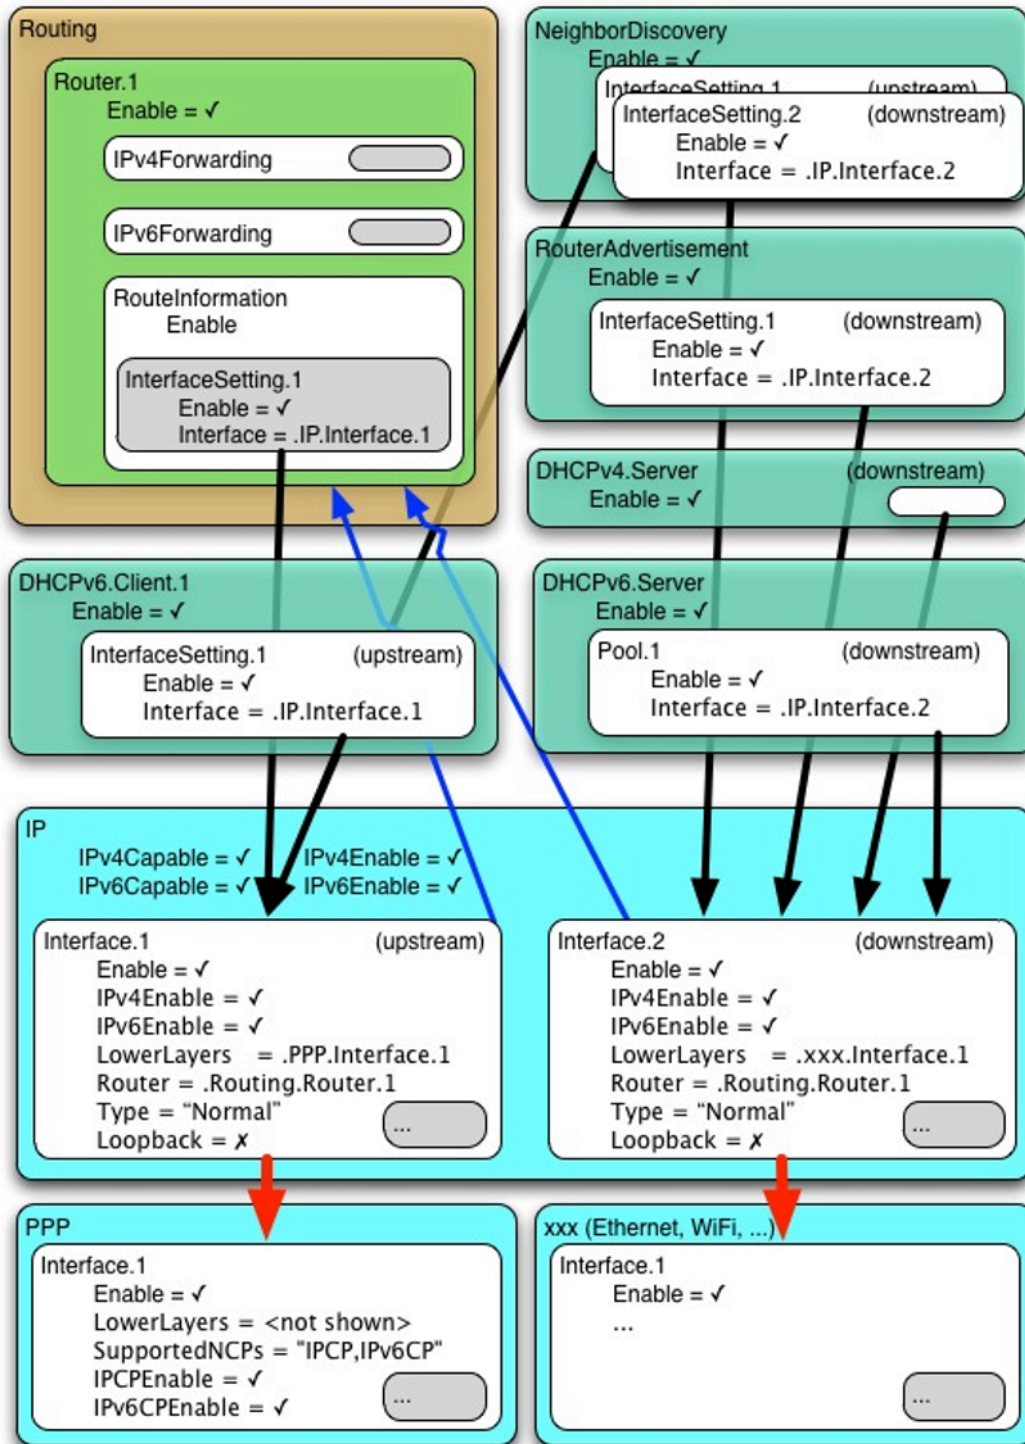 Routing
Router.1
Enable = ✓
IPv4Forwarding
IPv6Forwarding
RouteInformation
Enable
InterfaceSetting.1
Enable = ✓
Interface = .IP.Interface.1
NeighborDiscovery
Enable = ✓
InterfaceSetting.1 (upstream)
InterfaceSetting.2 (downstream)
Enable = ✓
Interface = .IP.Interface.2
RouterAdvertisement
Enable = ✓
InterfaceSetting.1 (downstream)
Enable = ✓
Interface = .IP.Interface.2
DHCPv4.Server (downstream)
Enable = ✓
DHCPv6.Client.1
Enable = ✓
InterfaceSetting.1 (upstream)
Enable = ✓
Interface = .IP.Interface.1
DHCPv6.Server
Enable = ✓
Pool.1 (downstream)
Enable = ✓
Interface = .IP.Interface.2
IP
IPv4Capable = ✓ IPv4Enable = ✓
IPv6Capable = ✓ IPv6Enable = ✓
Interface.1 (upstream)
Enable = ✓
IPv4Enable = ✓
IPv6Enable = ✓
LowerLayers = .PPP.Interface.1
Router = .Routing.Router.1
Type = “Normal”
Loopback = ✗
...
Interface.2 (downstream)
Enable = ✓
IPv4Enable = ✓
IPv6Enable = ✓
LowerLayers = .xxx.Interface.1
Router = .Routing.Router.1
Type = “Normal”
Loopback = ✗
...
PPP
Interface.1
Enable = ✓
LowerLayers = <not shown>
SupportedNCPs = "IPCP,IPv6CP"
IPCPEnable = ✓
IPv6CPEnable = ✓
...
xxx (Ethernet, WiFi, ...)
Interface.1
Enable = ✓
...
...